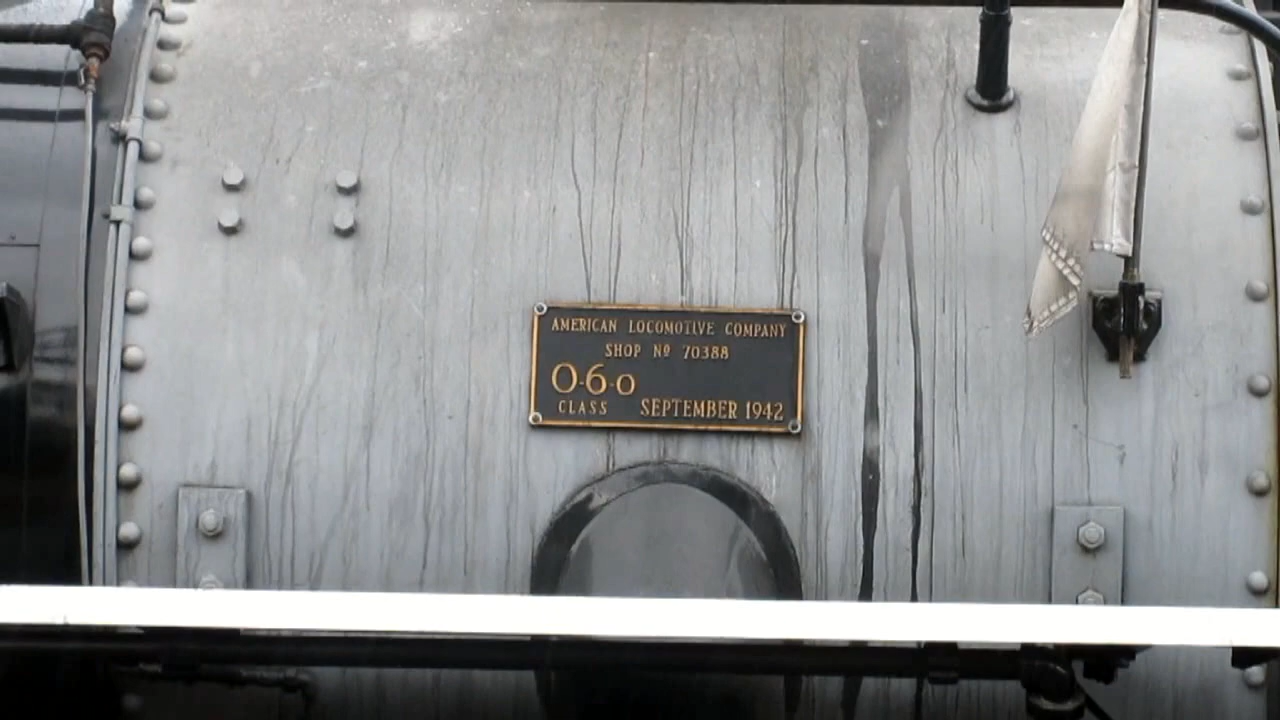 AMERICAN LOCOMOTIVE COMPANY
SHOP Nº 70388
0-6-0
CLASS SEPTEMBER 1942